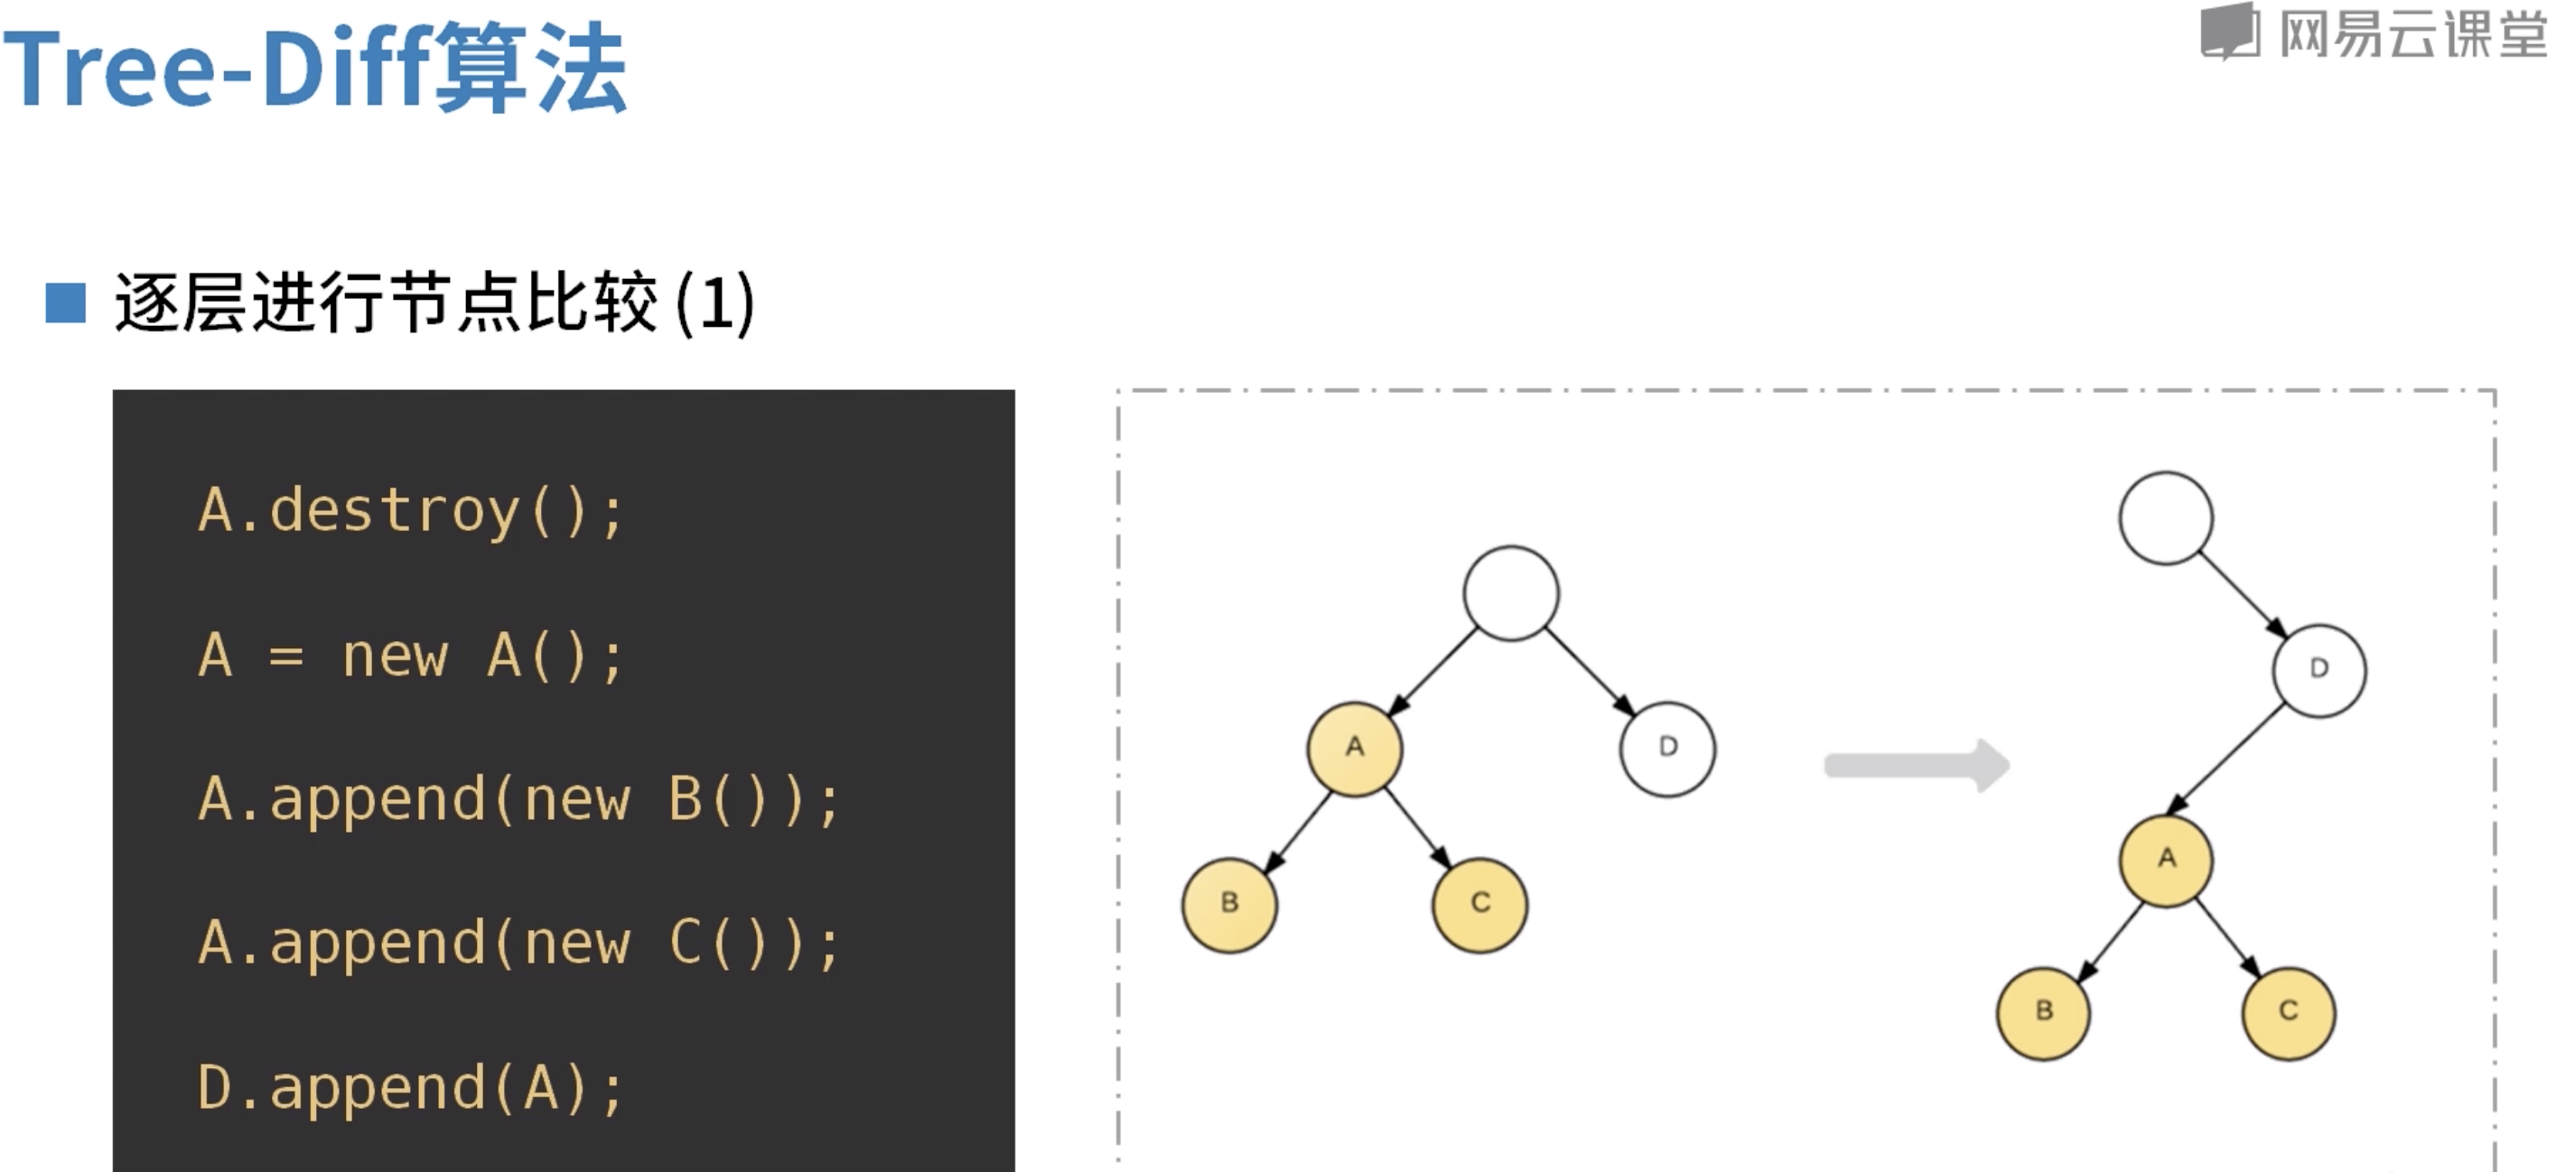 Tree-Diff算法
网易云课堂
逐层进行节点比较(1)
A.destroy();
A = new A();
A.append(new B());
A.append(new C());
D.append(A);
A
D
B
C
D
A
B
C